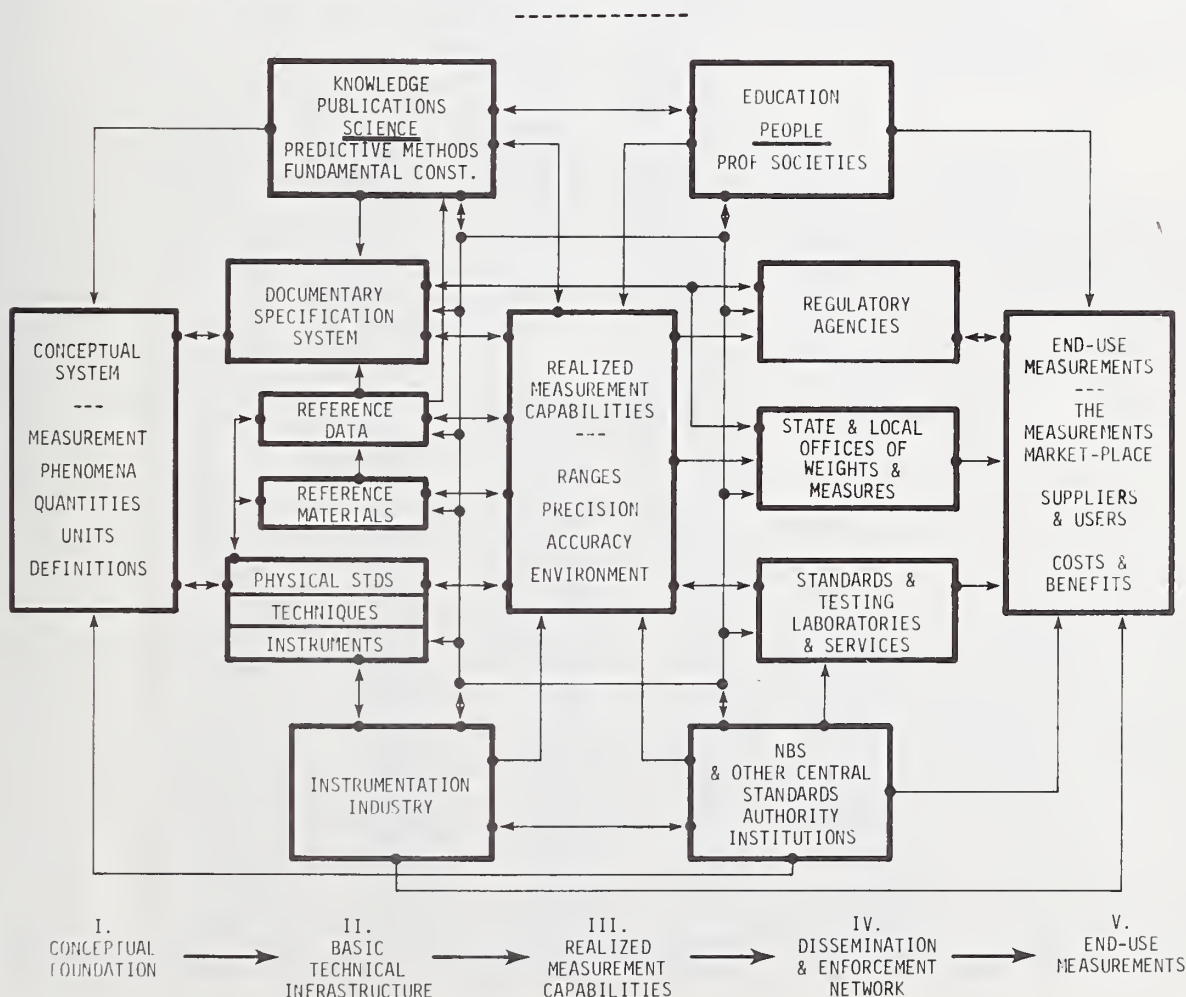 KNOWLEDGE
PUBLICATIONS
SCIENCE
PREDICTIVE METHODS
FUNDAMENTAL CONST.
EDUCATION
PEOPLE
PROF SOCIETIES
CONCEPTUAL
SYSTEM
---
MEASUREMENT
PHENOMENA
QUANTITIES
UNITS
DEFINITIONS
DOCUMENTARY
SPECIFICATION
SYSTEM
REFERENCE
DATA
REFERENCE
MATERIALS
PHYSICAL STDS
TECHNIQUES
INSTRUMENTS
REALIZED
MEASUREMENT
CAPABILITIES
---
RANGES
PRECISION
ACCURACY
ENVIRONMENT
REGULATORY
AGENCIES
STATE & LOCAL
OFFICES OF
WEIGHTS &
MEASURES
STANDARDS &
TESTING
LABORATORIES
& SERVICES
END-USE
MEASUREMENTS
---
THE
MEASUREMENTS
MARKET-PLACE
SUPPLIERS
& USERS
COSTS &
BENEFITS
INSTRUMENTATION
INDUSTRY
NBS
& OTHER CENTRAL
STANDARDS
AUTHORITY
INSTITUTIONS
I.
CONCEPTUAL
FOUNDATION
II.
BASIC
TECHNICAL
INFRASTRUCTURE
III.
REALIZED
MEASUREMENT
CAPABILITIES
IV.
DISSEMINATION
& ENFORCEMENT
NETWORK
V.
END-USE
MEASUREMENTS